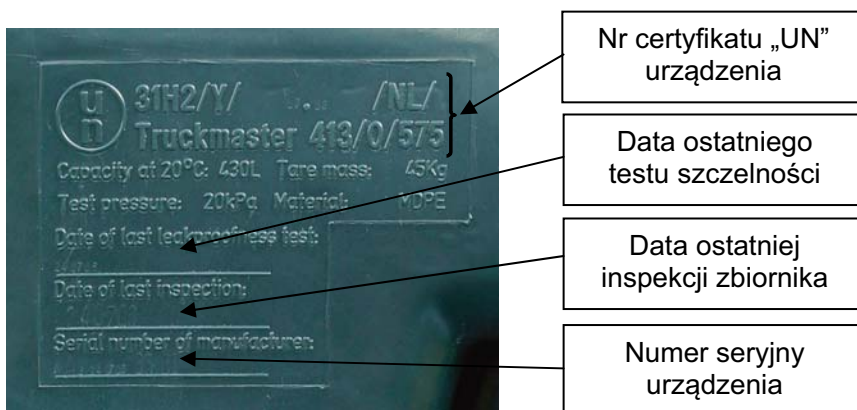 Nr certyfikatu „UN”
urządzenia
un
31H2/Y/ /NL/
Truckmaster 413/0/575
Capacity at 20°C: 430L Tare mass: 45Kg
Test pressure: 20kPa Material: MDPE
Date of last leakproofness test:
Date of last inspection:
Serial number of manufacturer:
Data ostatniego
testu szczelności
Data ostatniej
inspekcji zbiornika
Numer seryjny
urządzenia